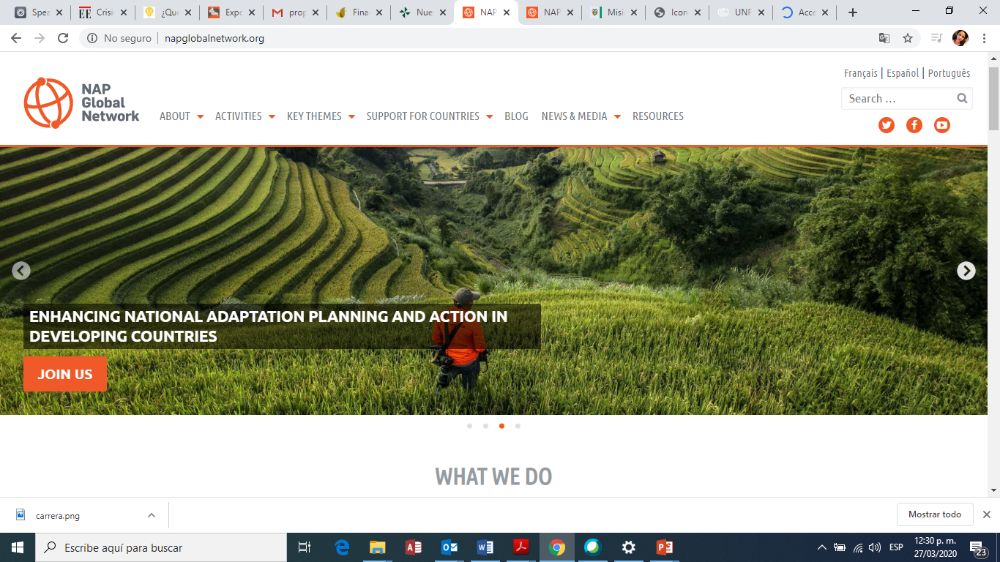 Spea
Crisi
¿Qué
Expo
prop
Fina
Nue
NAP
NAP
Misi
Icon
UNF
Acce
No seguro
napglobalnetwork.org
Français | Español | Português
NAP
Global
Network
Search …
ABOUT
ACTIVITIES
KEY THEMES
SUPPORT FOR COUNTRIES
BLOG
NEWS & MEDIA
RESOURCES
ENHANCING NATIONAL ADAPTATION PLANNING AND ACTION IN
DEVELOPING COUNTRIES
JOIN US
WHAT WE DO
carrera.png
Mostrar todo
Escribe aquí para buscar
ESP
12:30 p. m.
27/03/2020
23